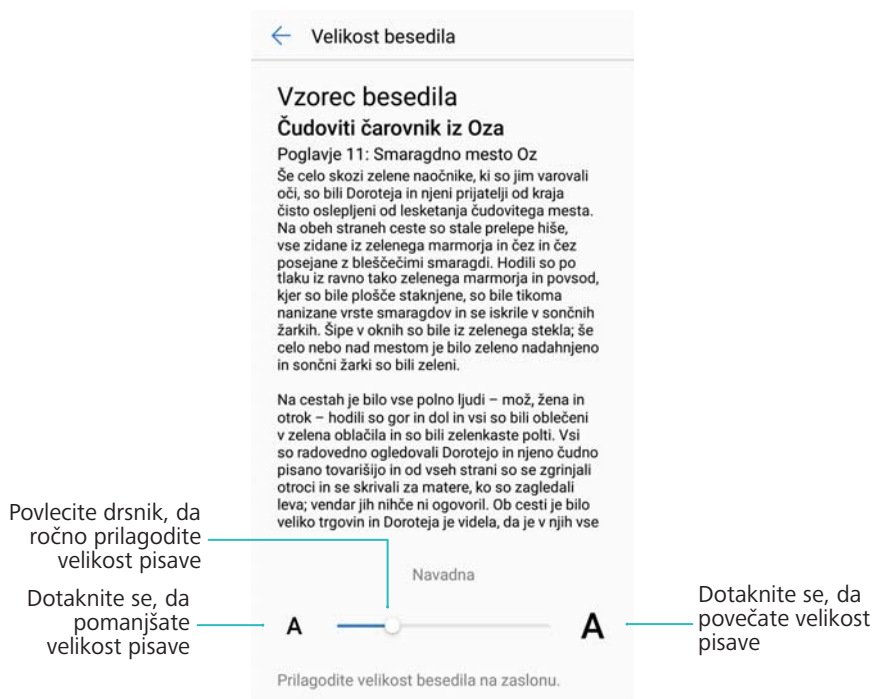 Velikost besedila
Vzorec besedila
Čudoviti čarovnik iz Oza
Poglavje 11: Smaragdno mesto Oz
Še celo skozi zelene naočnike, ki so jim varovali
oči, so bili Doroteja in njeni prijatelji od kraja
čisto oslepljeni od lesketanja čudovitega mesta.
Na obeh straneh ceste so stale prelepe hiše,
vse zidane iz zelenega marmorja in čez in čez
posejane z bleščečimi smaragdi. Hodili so po
tlaku iz ravno tako zelenega marmorja in povsod,
kjer so bile plošče staknjene, so bile tikoma
nanizane vrste smaragdov in se iskrile v sončnih
žarkih. Šipe v oknih so bile iz zelenega stekla; še
celo nebo nad mestom je bilo zeleno nadahnjeno
in sončni žarki so bili zeleni.
Na cestah je bilo vse polno ljudi – mož, žena in
otrok – hodili so gor in dol in vsi so bili oblečeni
v zelena oblačila in so bili zelenkaste polti. Vsi
so radovedno ogledovali Dorotejo in njeno čudno
pisano tovarišijo in od vseh strani so se zgrinjali
otroci in se skrivali za matere, ko so zagledali
leva; vendar jih nihče ni ogovoril. Ob cesti je bilo
veliko trgovin in Doroteja je videla, da je v njih vse
Povlecite drsnik, da
ročno prilagodite
velikost pisave
Navadna
Dotaknite se, da
pomanjšate
velikost pisave
A
A
Dotaknite se, da
povečate velikost
pisave
Prilagodite velikost besedila na zaslonu.